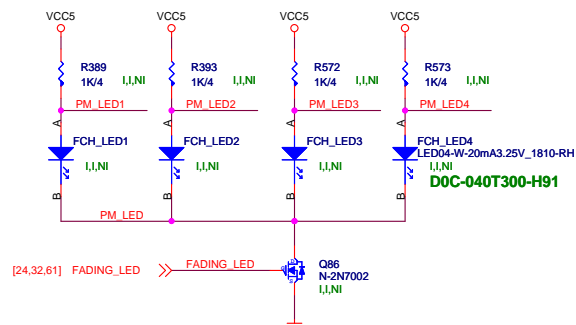 VCC5 VCC5 VCC5 VCC5
R389 R393 R572 R573
1K/4 I,I,NI 1K/4 I,I,NI 1K/4 I,I,NI 1K/4 I,I,NI
PM_LED1 PM_LED2 PM_LED3 PM_LED4
A A A A
FCH_LED1 FCH_LED2 FCH_LED3 FCH_LED4
LED04-W-20mA3.25V_1810-RH
I,I,NI I,I,NI I,I,NI I,I,NI
D0C-040T300-H91
B B B B
PM_LED
[24,32,61] FADING_LED FADING_LED
Q86
N-2N7002
I,I,NI